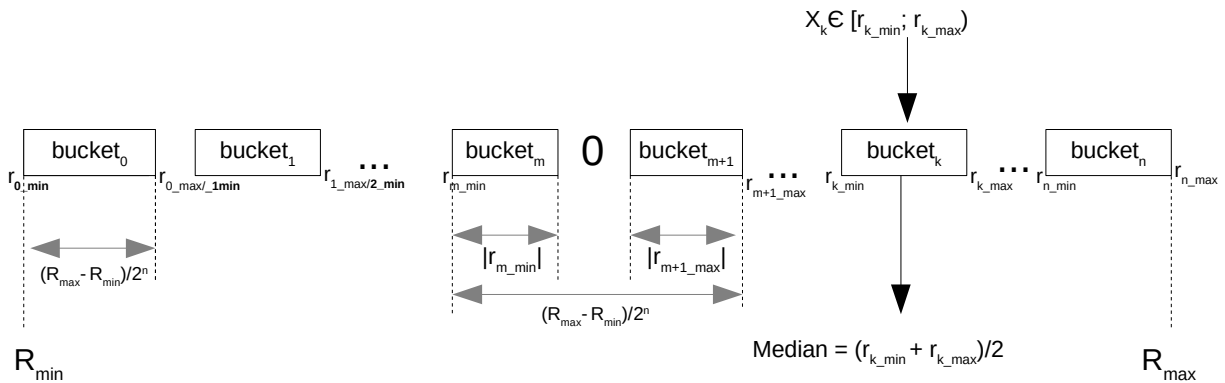 X_k Є [r_k_min; r_k_max)
bucket_0
bucket_1
...
bucket_m
0
bucket_m+1
...
bucket_k
...
bucket_n
r_0_min
r_0_max/_1min
r_1_max/2_min
r_m_min
r_m+1_max
r_k_min
r_k_max
r_n_min
r_n_max
(R_max - R_min)/2^n
|r_m_min|
|r_m+1_max|
(R_max - R_min)/2^n
R_min
Median = (r_k_min + r_k_max)/2
R_max